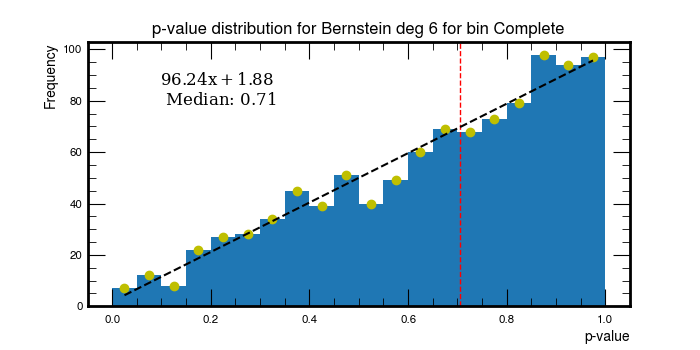 p-value distribution for Bernstein deg 6 for bin Complete
Frequency
100
80
60
40
20
0
96.24x + 1.88
Median: 0.71
0.0 0.2 0.4 0.6 0.8 1.0
p-value